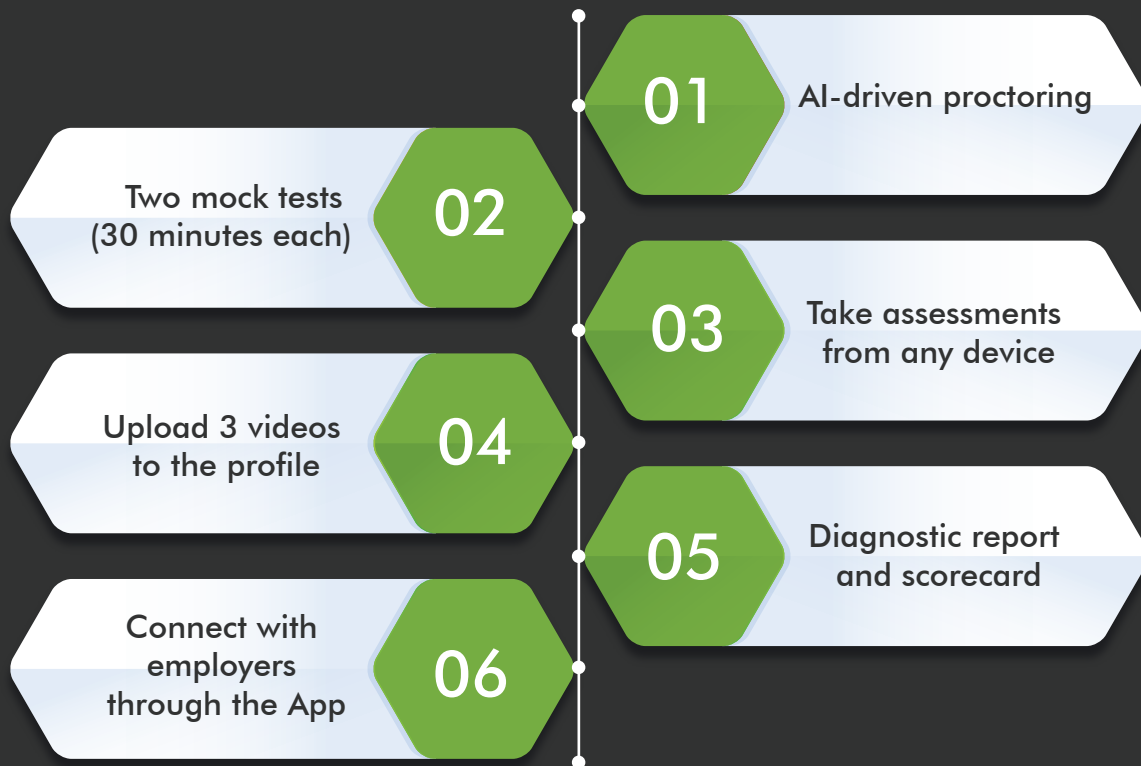 01
AI-driven proctoring
02
Two mock tests
(30 minutes each)
03
Take assessments
from any device
04
Upload 3 videos
to the profile
05
Diagnostic report
and scorecard
06
Connect with
employers
through the App